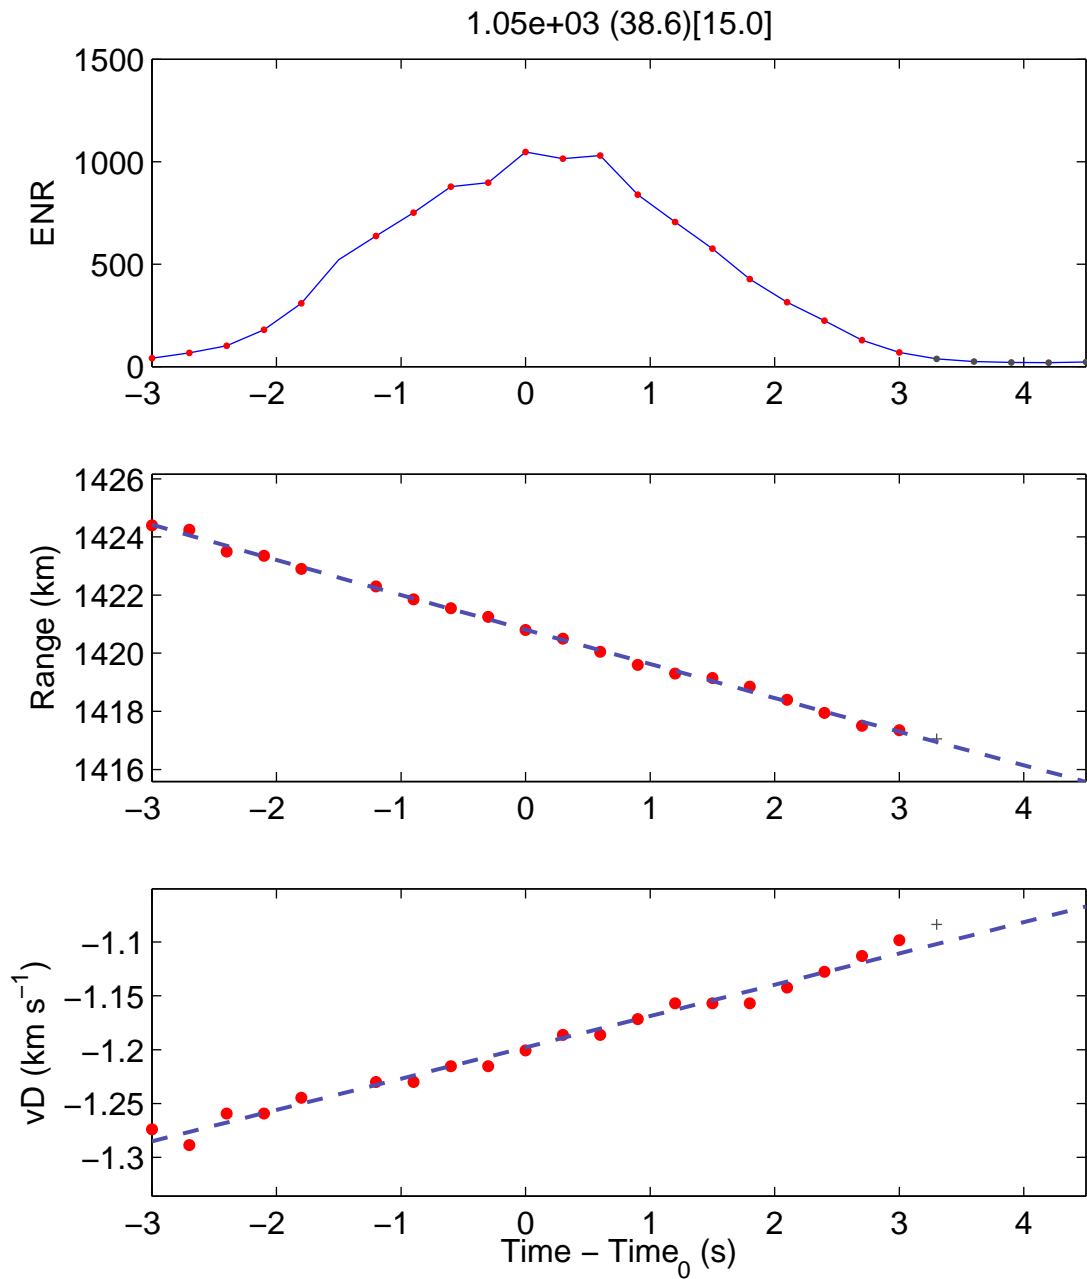 1.05e+03 (38.6)[15.0]
1500
1000
500
0
ENR
−3 −2 −1 0 1 2 3 4
1426
1424
1422
1420
1418
1416
Range (km)
−3 −2 −1 0 1 2 3 4
−1.1
−1.15
−1.2
−1.25
−1.3
vD (km s⁻¹)
−3 −2 −1 0 1 2 3 4
Time − Time₀ (s)